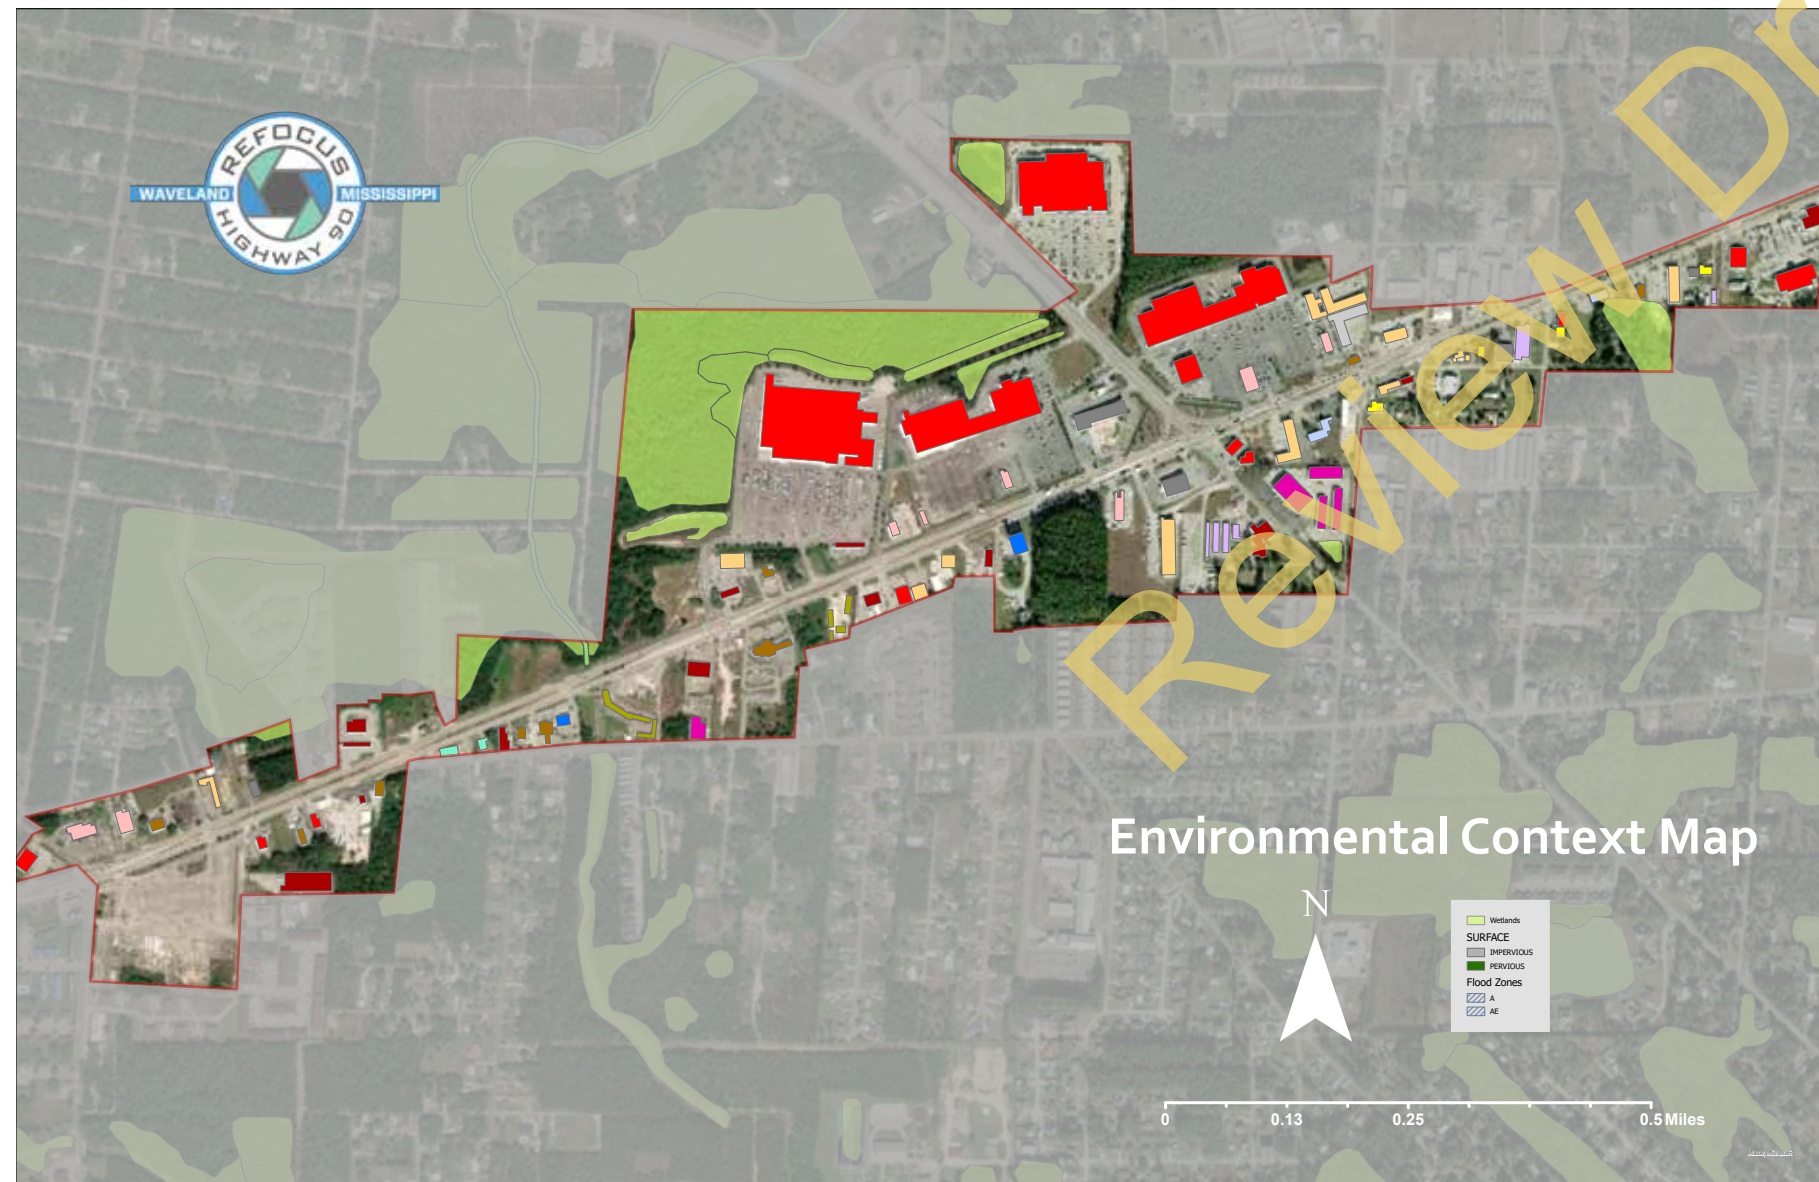 REFOCUS
WAVELAND
MISSISSIPPI
HIGHWAY 90
Review Dr
Environmental Context Map
N
Wetlands
SURFACE
IMPERVIOUS
PERVIOUS
Flood Zones
A
AE
0
0.13
0.25
0.5 Miles